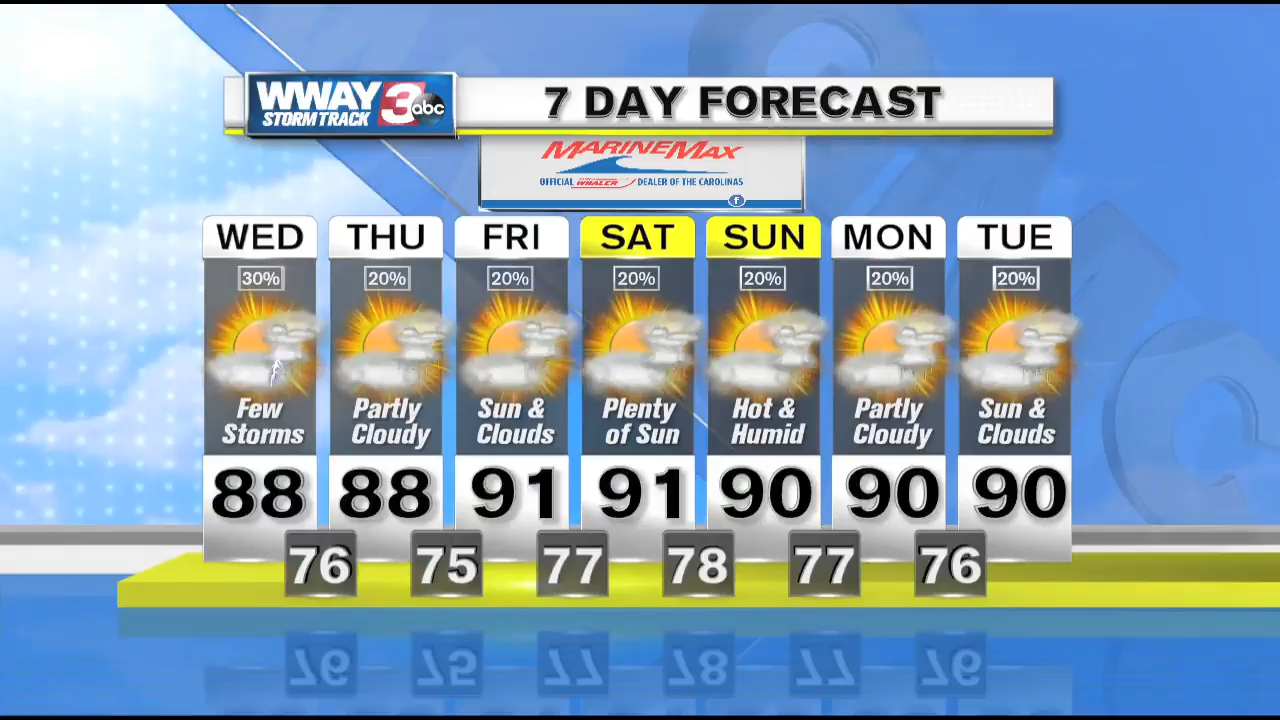 WWAY 3 abc
STORMTRACK
7 DAY FORECAST
MARINEMAX
OFFICIAL WHALER DEALER OF THE CAROLINAS
f
WED THU FRI SAT SUN MON TUE
30% 20% 20% 20% 20% 20% 20%
Few Partly Sun & Plenty Hot & Partly Sun &
Storms Cloudy Clouds of Sun Humid Cloudy Clouds
88 88 91 91 90 90 90
76 75 77 78 77 76